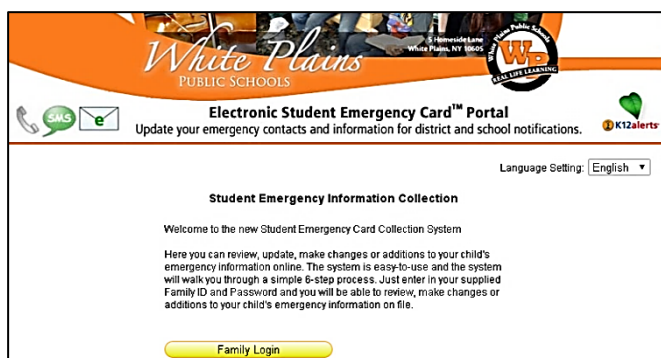 White Plains
PUBLIC SCHOOLS
5 Homeside Lane
White Plains, NY 10605
White Plains Public Schools
WP
REAL LIFE LEARNING
SMS
e
Electronic Student Emergency Card™ Portal
Update your emergency contacts and information for district and school notifications.
K12alerts
Language Setting: English
Student Emergency Information Collection
Welcome to the new Student Emergency Card Collection System
Here you can review, update, make changes or additions to your child's
emergency information online. The system is easy-to-use and the system
will walk you through a simple 6-step process. Just enter in your supplied
Family ID and Password and you will be able to review, make changes or
additions to your child's emergency information on file.
Family Login